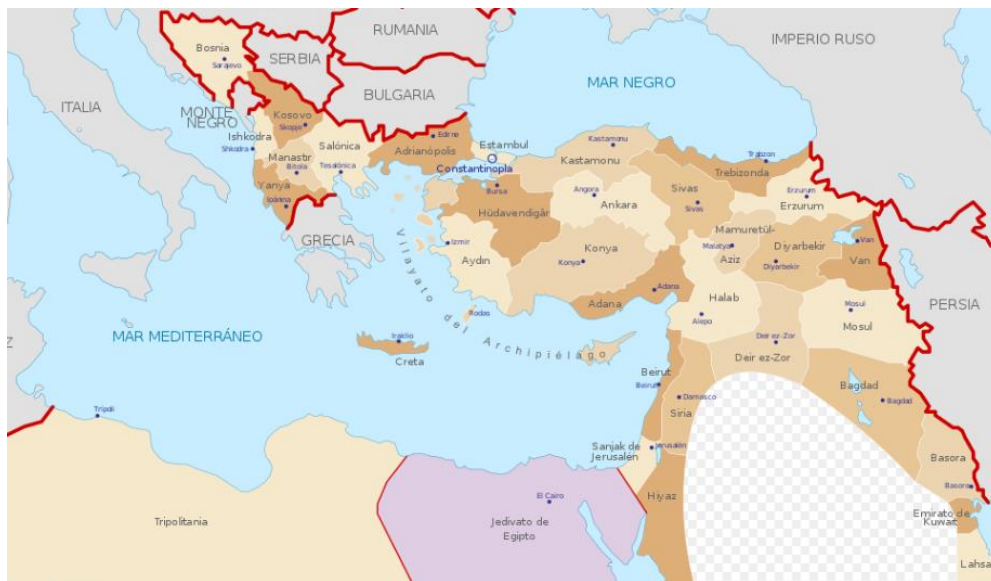 RUMANIA
IMPERIO RUSO
Bosnia
Sarajevo
SERBIA
MAR NEGRO
BULGARIA
ITALIA
MONTE
NEGRO
Kosovo
Skopje
Ishkodra
Shkodra
Salónica
Manastır
Bitola
Tesalónica
Yanya
Ioánina
Edirne
Adrianópolis
Estambul
Constantinopla
Bursa
Hüdavendigâr
Kastamonu
Kastamonu
Trabzon
Trebizonda
Angora
Ankara
Sivas
Sivas
Erzurum
Erzurum
Mamuretül-
Aziz
Malatya
Diyarbekir
Diyarbekir
Van
Van
GRECIA
Izmir
Aydın
Konya
Konya
Adana
Adana
Halab
Alepo
Mosul
Mosul
PERSIA
Vilayato del Archipiélago
Rodas
MAR MEDITERRÁNEO
Iraklio
Creta
Deir ez-Zor
Deir ez-Zor
Beirut
Beirut
Damasco
Siria
Bagdad
Bagdad
Z
Trípoli
Sanjak de
Jerusalén
Jerusalén
Basora
Basora
Hiyaz
El Cairo
Jedivato de
Egipto
Tripolitania
Emirato de
Kuwait
Lahsa